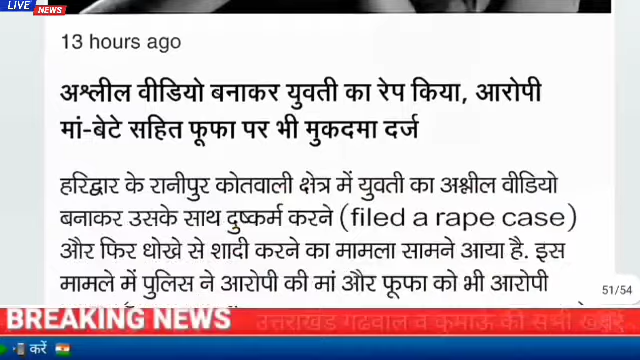 LIVE
NEWS
13 hours ago
अश्लील वीडियो बनाकर युवती का रेप किया, आरोपी
मां-बेटे सहित फूफा पर भी मुकदमा दर्ज
हरिद्वार के रानीपुर कोतवाली क्षेत्र में युवती का अश्लील वीडियो
बनाकर उसके साथ दुष्कर्म करने (filed a rape case)
और फिर धोखे से शादी करने का मामला सामने आया है. इस
मामले में पुलिस ने आरोपी की मां और फूफा को भी आरोपी
51/54
BREAKING NEWS
उत्तराखंड गढवाल व कुमाऊ की सभी खबरें
करें